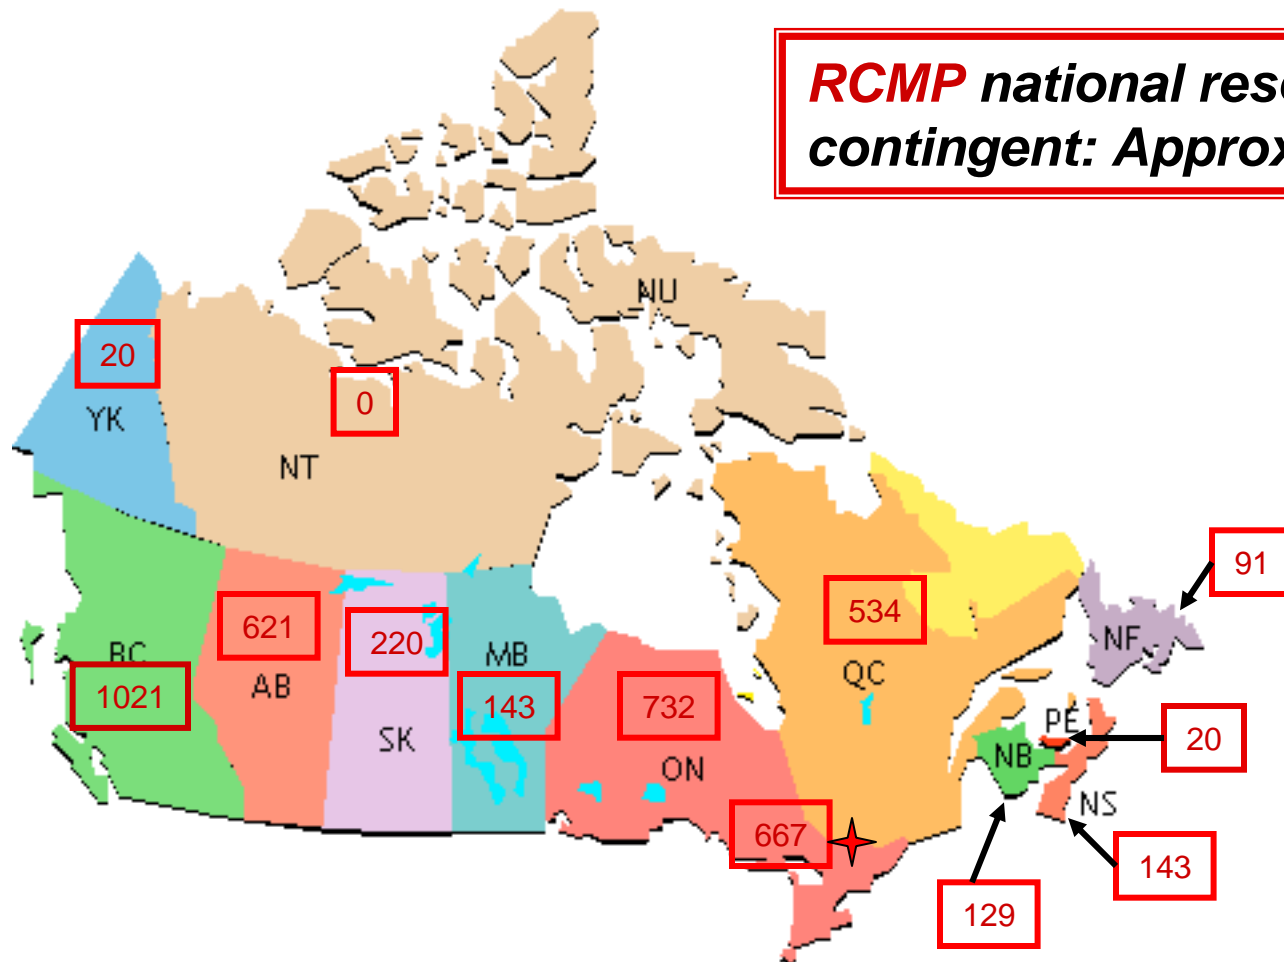 RCMP national rese
contingent: Approx
NU
20
YK
0
NT
91
621
534
220
BC
MB
NF
AB
QC
1021
143
732
PE
SK
20
NB
ON
NS
667
143
129